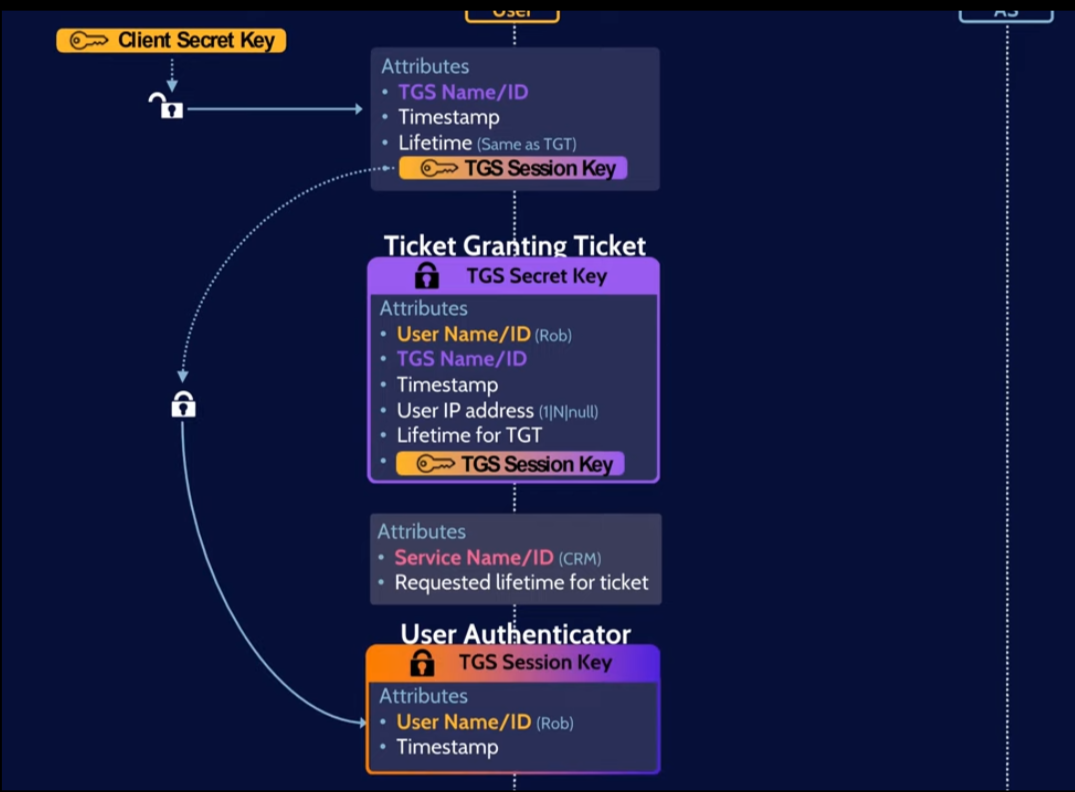 User
AS
Client Secret Key
Attributes
• TGS Name/ID
• Timestamp
• Lifetime (Same as TGT)
TGS Session Key
Ticket Granting Ticket
TGS Secret Key
Attributes
• User Name/ID (Rob)
• TGS Name/ID
• Timestamp
• User IP address (1|N|null)
• Lifetime for TGT
• TGS Session Key
Attributes
• Service Name/ID (CRM)
• Requested lifetime for ticket
User Authenticator
TGS Session Key
Attributes
• User Name/ID (Rob)
• Timestamp